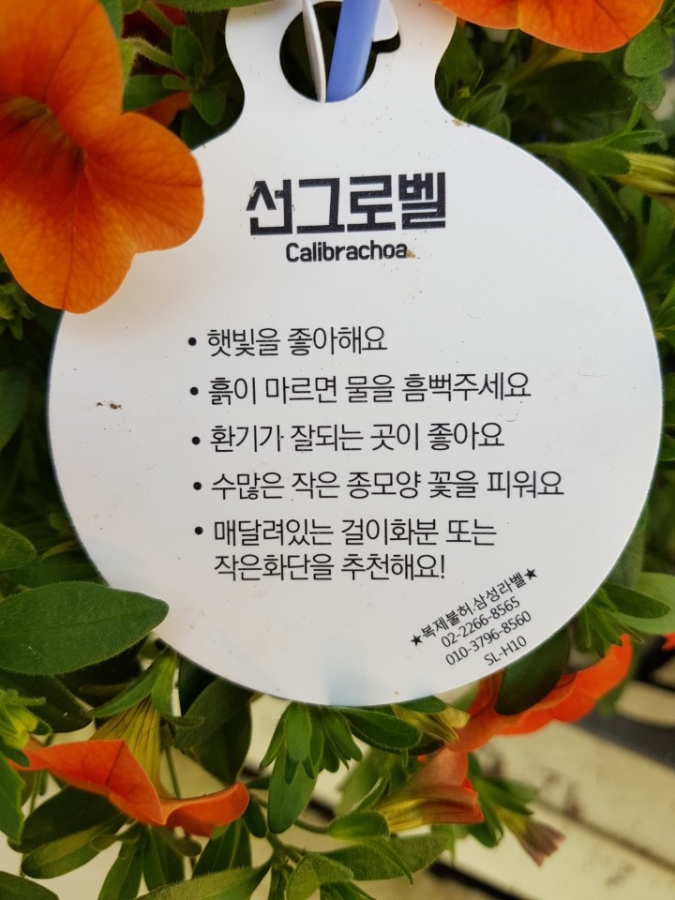 선그로벨
Calibrachoa
• 햇빛을 좋아해요
• 흙이 마르면 물을 흠뻑주세요
• 환기가 잘되는 곳이 좋아요
• 수많은 작은 종모양 꽃을 피워요
• 매달려있는 걸이화분 또는
작은화단을 추천해요!
★복제불허.삼성라벨★
02-2266-8565
010-3796-8560
SL-H10